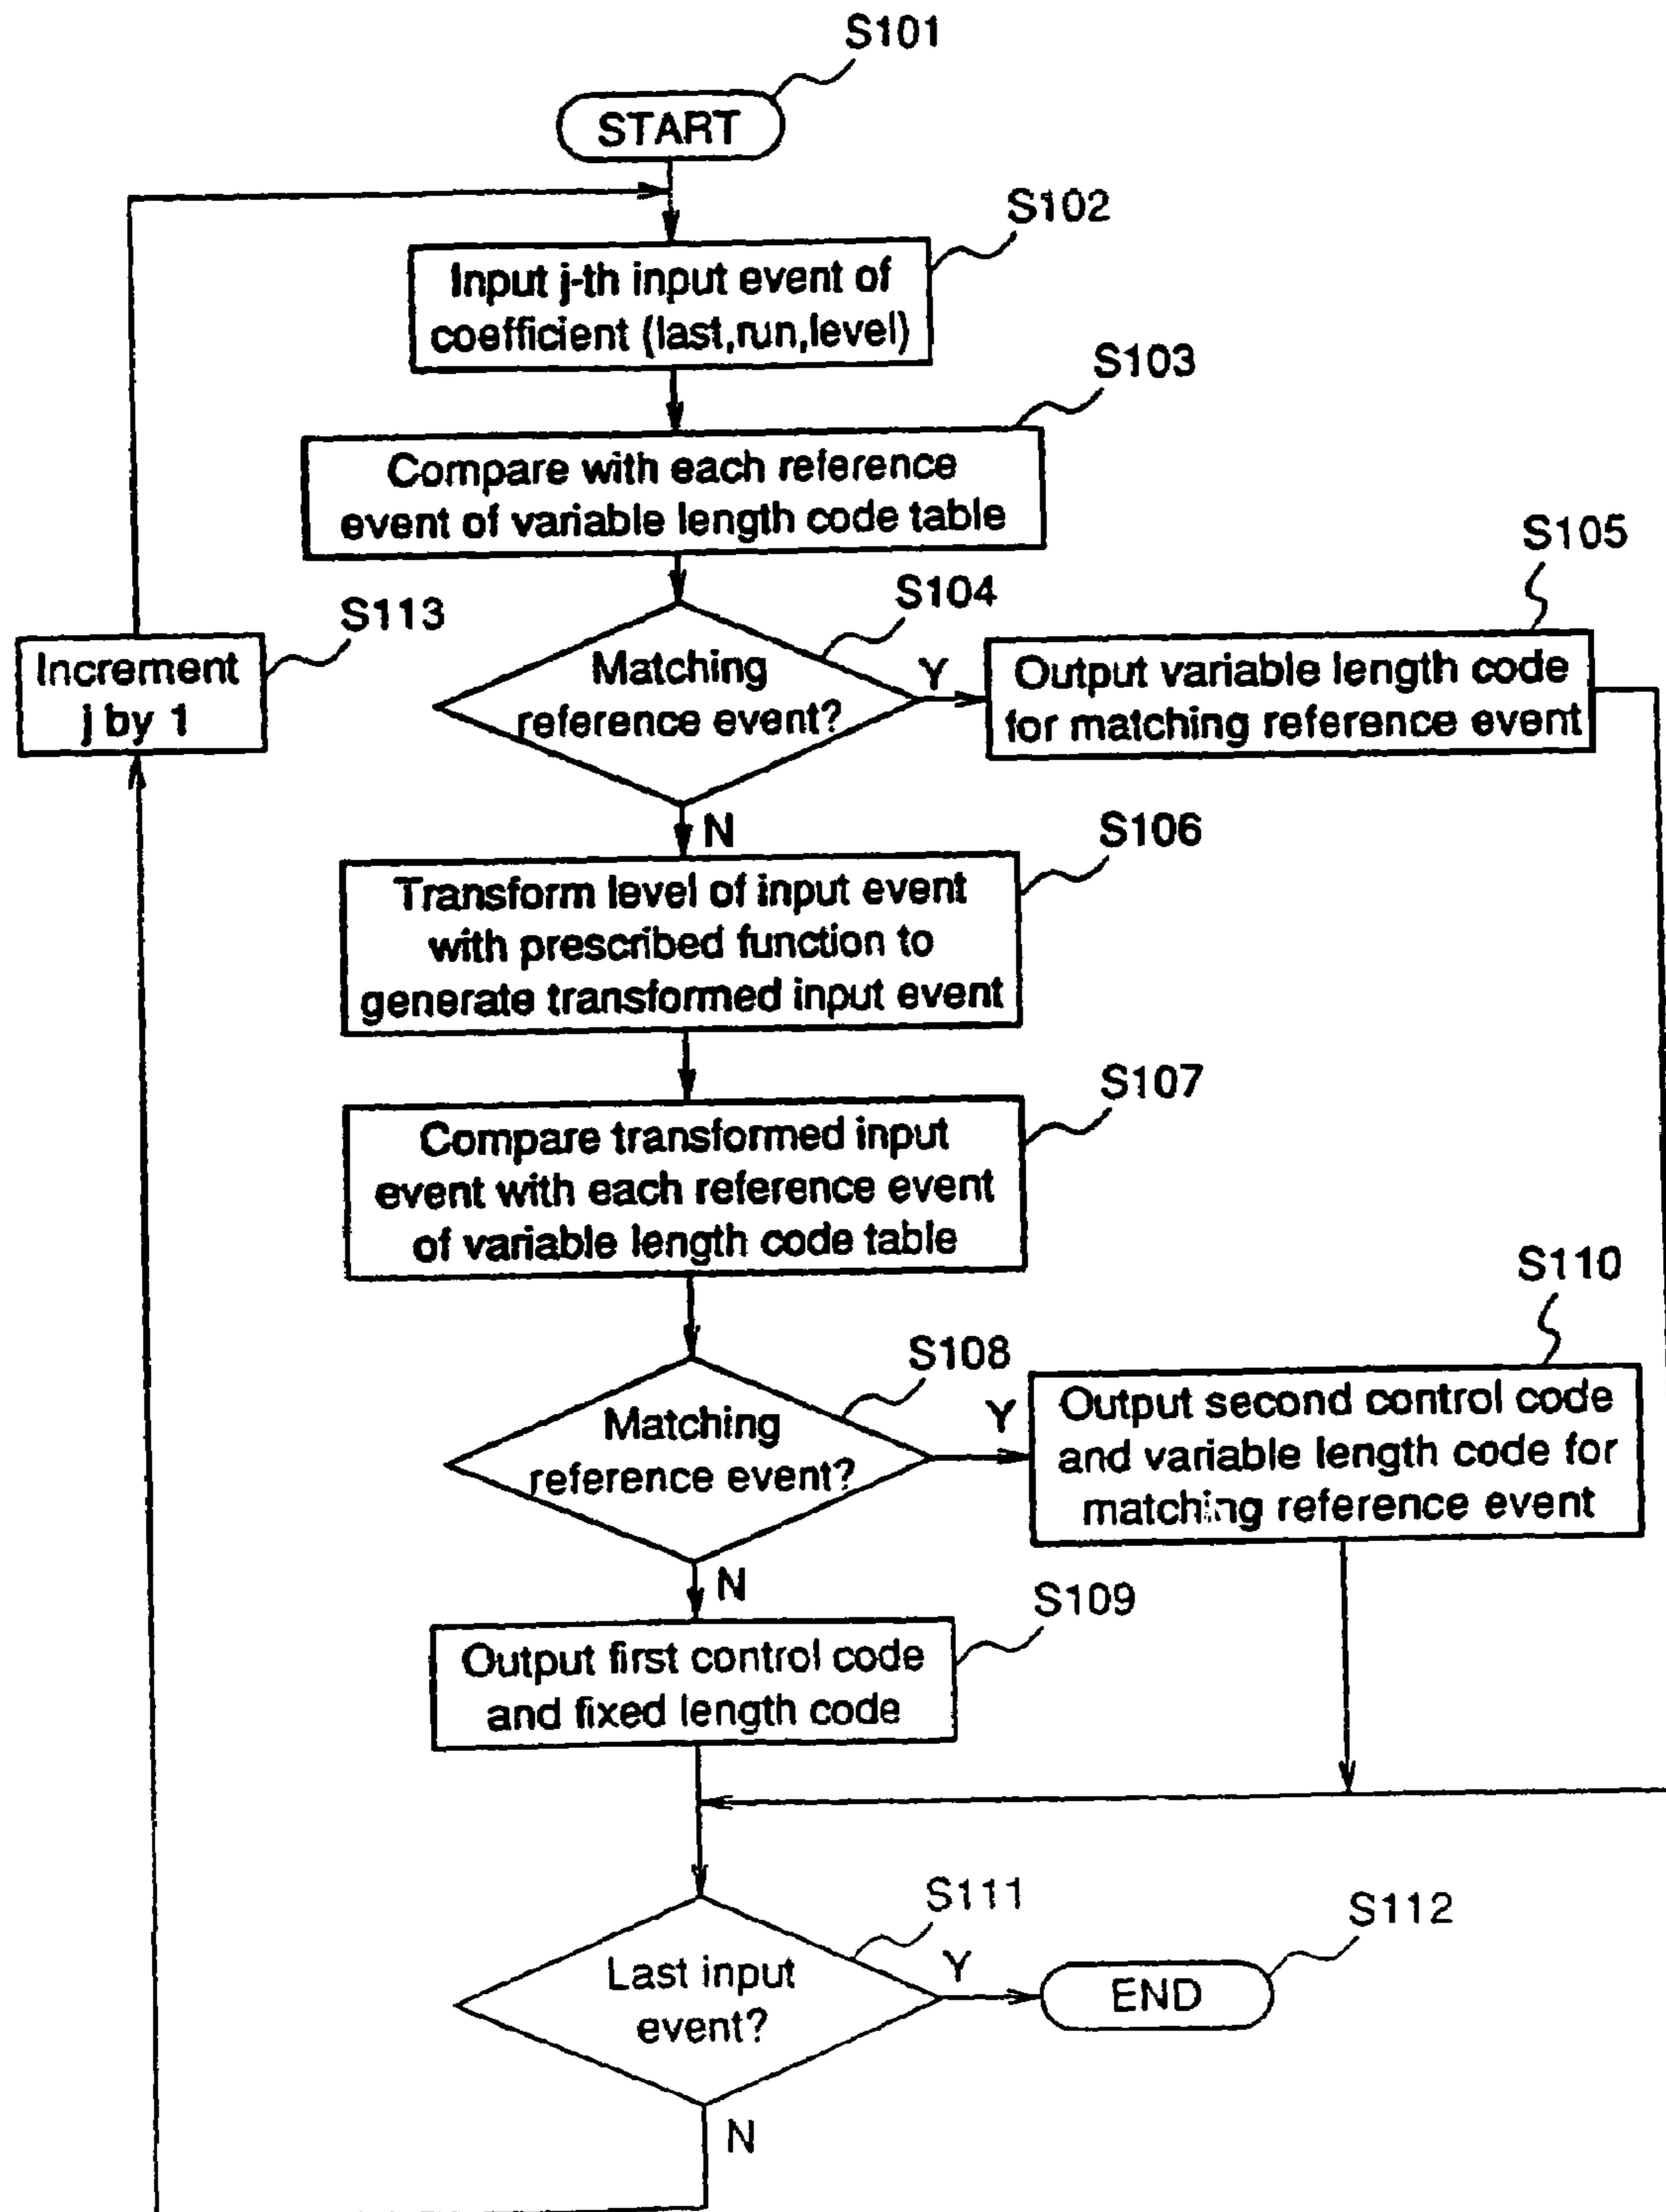 S101
START
S102
Input j-th input event of
coefficient (last,run,level)
S103
Compare with each reference
event of variable length code table
S104
Matching
reference event?
Y
S105
Output variable length code
for matching reference event
S113
Increment
j by 1
N
S106
Transform level of input event
with prescribed function to
generate transformed input event
S107
Compare transformed input
event with each reference event
of variable length code table
S108
Matching
reference event?
Y
S110
Output second control code
and variable length code for
matching reference event
N
S109
Output first control code
and fixed length code
S111
Last input
event?
Y
S112
END
N